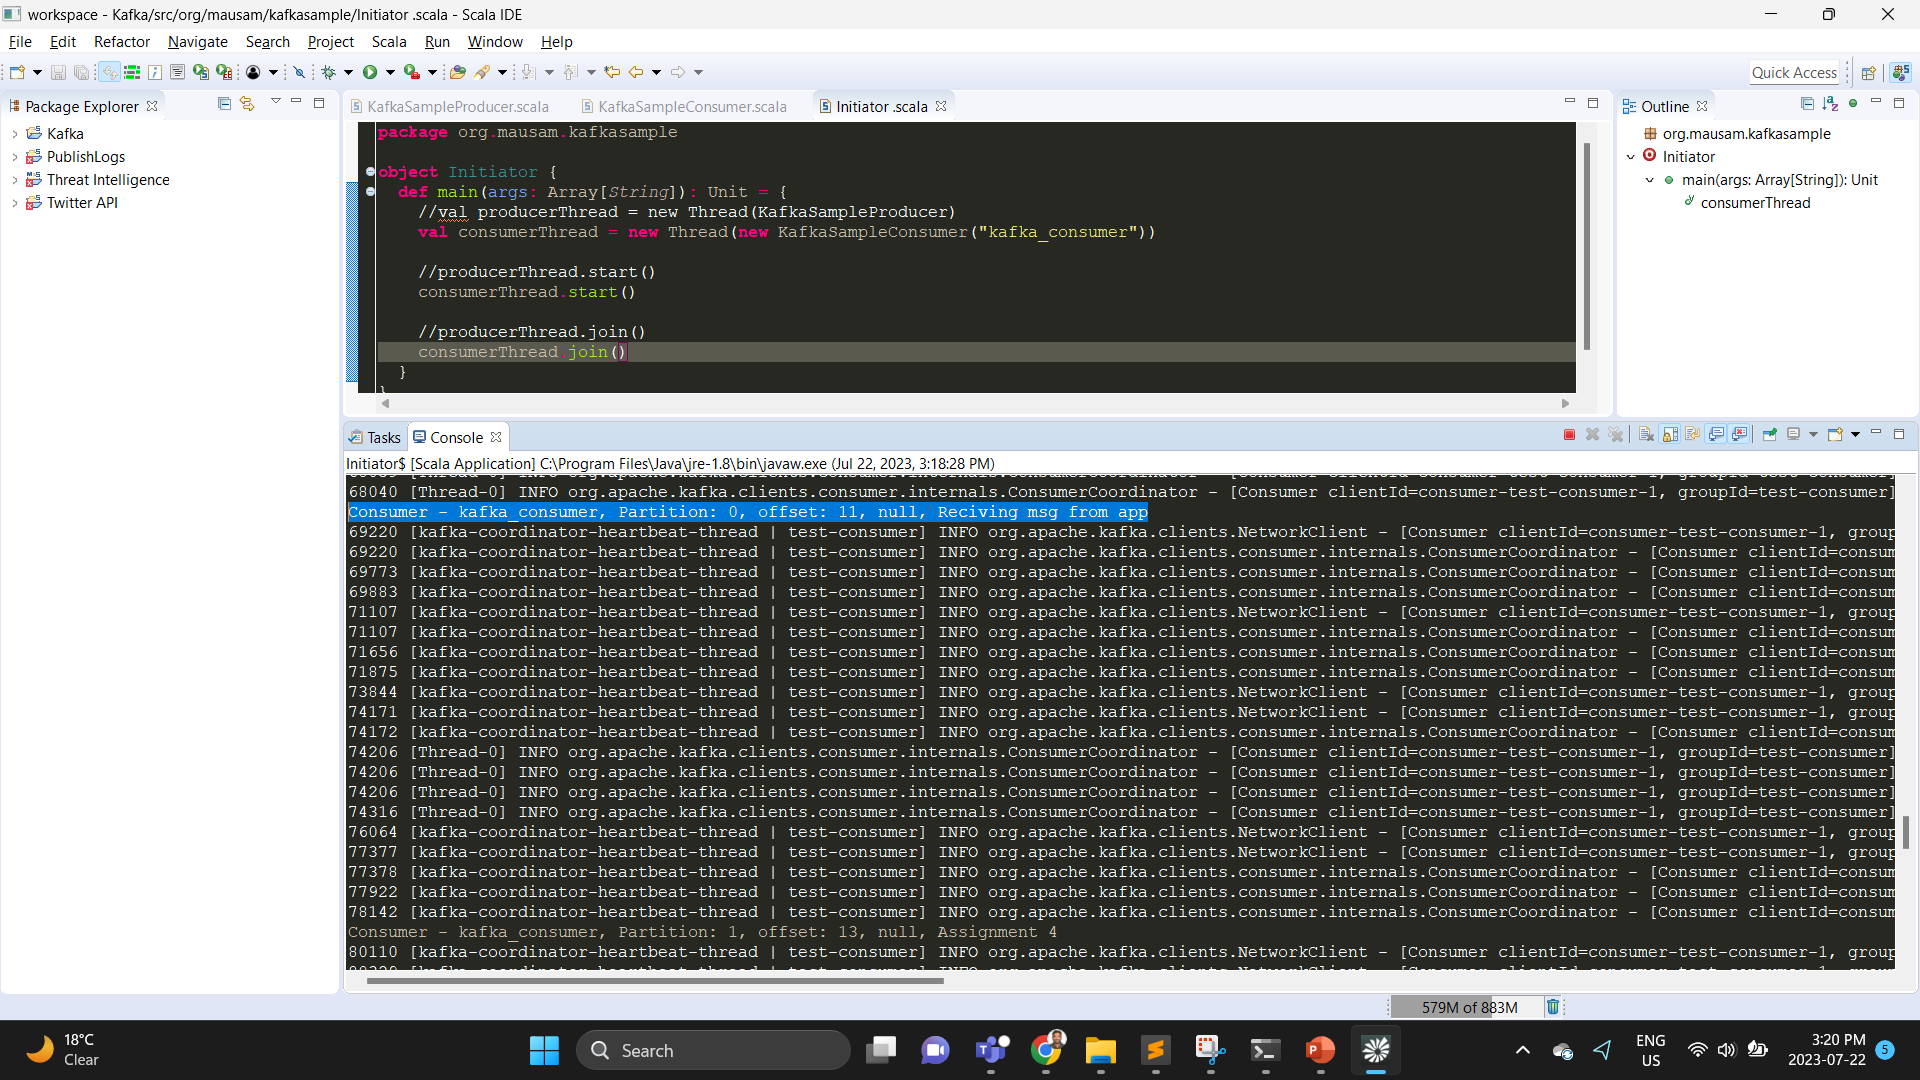 workspace - Kafka/src/org/mausam/kafkasample/Initiator .scala - Scala IDE
File Edit Refactor Navigate Search Project Scala Run Window Help
Quick Access
Package Explorer
Kafka
PublishLogs
Threat Intelligence
Twitter API
KafkaSampleProducer.scala KafkaSampleConsumer.scala Initiator .scala
package org.mausam.kafkasample
object Initiator {
def main(args: Array[String]): Unit = {
//val producerThread = new Thread(KafkaSampleProducer)
val consumerThread = new Thread(new KafkaSampleConsumer("kafka_consumer"))
//producerThread.start()
consumerThread.start()
//producerThread.join()
consumerThread.join()
}
}
Outline
org.mausam.kafkasample
Initiator
main(args: Array[String]): Unit
consumerThread
Tasks Console
Initiator$ [Scala Application] C:\Program Files\Java\jre-1.8\bin\javaw.exe (Jul 22, 2023, 3:18:28 PM)
68040 [Thread-0] INFO org.apache.kafka.clients.consumer.internals.ConsumerCoordinator - [Consumer clientId=consumer-test-consumer-1, groupId=test-consumer]
Consumer - kafka_consumer, Partition: 0, offset: 11, null, Reciving msg from app
69220 [kafka-coordinator-heartbeat-thread | test-consumer] INFO org.apache.kafka.clients.NetworkClient - [Consumer clientId=consumer-test-consumer-1, group
69220 [kafka-coordinator-heartbeat-thread | test-consumer] INFO org.apache.kafka.clients.consumer.internals.ConsumerCoordinator - [Consumer clientId=consum
69773 [kafka-coordinator-heartbeat-thread | test-consumer] INFO org.apache.kafka.clients.consumer.internals.ConsumerCoordinator - [Consumer clientId=consum
69883 [kafka-coordinator-heartbeat-thread | test-consumer] INFO org.apache.kafka.clients.consumer.internals.ConsumerCoordinator - [Consumer clientId=consum
71107 [kafka-coordinator-heartbeat-thread | test-consumer] INFO org.apache.kafka.clients.NetworkClient - [Consumer clientId=consumer-test-consumer-1, group
71107 [kafka-coordinator-heartbeat-thread | test-consumer] INFO org.apache.kafka.clients.consumer.internals.ConsumerCoordinator - [Consumer clientId=consum
71656 [kafka-coordinator-heartbeat-thread | test-consumer] INFO org.apache.kafka.clients.consumer.internals.ConsumerCoordinator - [Consumer clientId=consum
71875 [kafka-coordinator-heartbeat-thread | test-consumer] INFO org.apache.kafka.clients.consumer.internals.ConsumerCoordinator - [Consumer clientId=consum
73844 [kafka-coordinator-heartbeat-thread | test-consumer] INFO org.apache.kafka.clients.NetworkClient - [Consumer clientId=consumer-test-consumer-1, group
74171 [kafka-coordinator-heartbeat-thread | test-consumer] INFO org.apache.kafka.clients.NetworkClient - [Consumer clientId=consumer-test-consumer-1, group
74172 [kafka-coordinator-heartbeat-thread | test-consumer] INFO org.apache.kafka.clients.consumer.internals.ConsumerCoordinator - [Consumer clientId=consum
74206 [Thread-0] INFO org.apache.kafka.clients.consumer.internals.ConsumerCoordinator - [Consumer clientId=consumer-test-consumer-1, groupId=test-consumer]
74206 [Thread-0] INFO org.apache.kafka.clients.consumer.internals.ConsumerCoordinator - [Consumer clientId=consumer-test-consumer-1, groupId=test-consumer]
74206 [Thread-0] INFO org.apache.kafka.clients.consumer.internals.ConsumerCoordinator - [Consumer clientId=consumer-test-consumer-1, groupId=test-consumer]
74316 [Thread-0] INFO org.apache.kafka.clients.consumer.internals.ConsumerCoordinator - [Consumer clientId=consumer-test-consumer-1, groupId=test-consumer]
76064 [kafka-coordinator-heartbeat-thread | test-consumer] INFO org.apache.kafka.clients.NetworkClient - [Consumer clientId=consumer-test-consumer-1, group
77377 [kafka-coordinator-heartbeat-thread | test-consumer] INFO org.apache.kafka.clients.NetworkClient - [Consumer clientId=consumer-test-consumer-1, group
77378 [kafka-coordinator-heartbeat-thread | test-consumer] INFO org.apache.kafka.clients.consumer.internals.ConsumerCoordinator - [Consumer clientId=consum
77922 [kafka-coordinator-heartbeat-thread | test-consumer] INFO org.apache.kafka.clients.consumer.internals.ConsumerCoordinator - [Consumer clientId=consum
78142 [kafka-coordinator-heartbeat-thread | test-consumer] INFO org.apache.kafka.clients.consumer.internals.ConsumerCoordinator - [Consumer clientId=consum
Consumer - kafka_consumer, Partition: 1, offset: 13, null, Assignment 4
80110 [kafka-coordinator-heartbeat-thread | test-consumer] INFO org.apache.kafka.clients.NetworkClient - [Consumer clientId=consumer-test-consumer-1, group
579M of 883M
18°C
Clear
Search
ENG
US
3:20 PM
2023-07-22
5